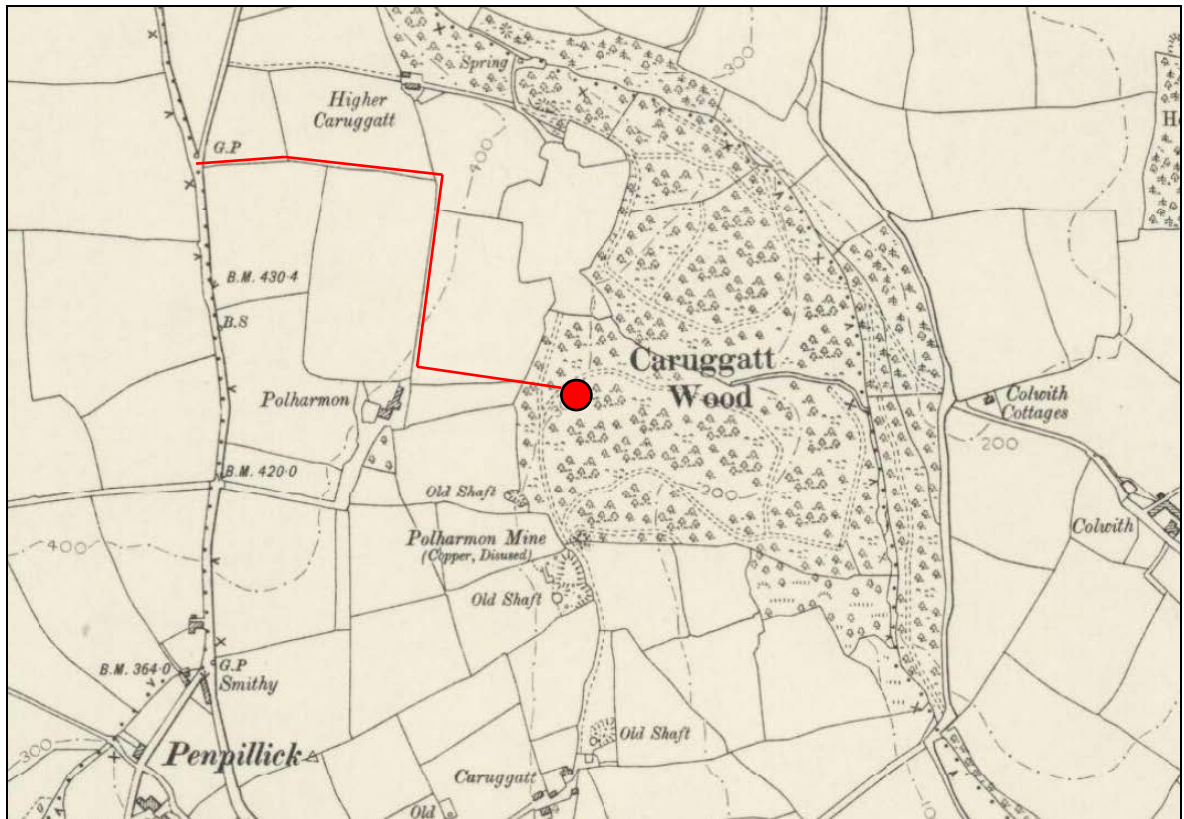 Spring
300
Higher
Caruggatt
G.P
400
H
B.M. 430·4
B.S
Caruggatt
Wood
Polharmon
Colwith
Cottages
200
B.M. 420·0
Old Shaft
200
Polharmon Mine
(Copper, Disused)
Colwith
400
Old Shaft
G.P
B.M. 364·0
Smithy
Old Shaft
300
Penpillick
Caruggatt
Old
10